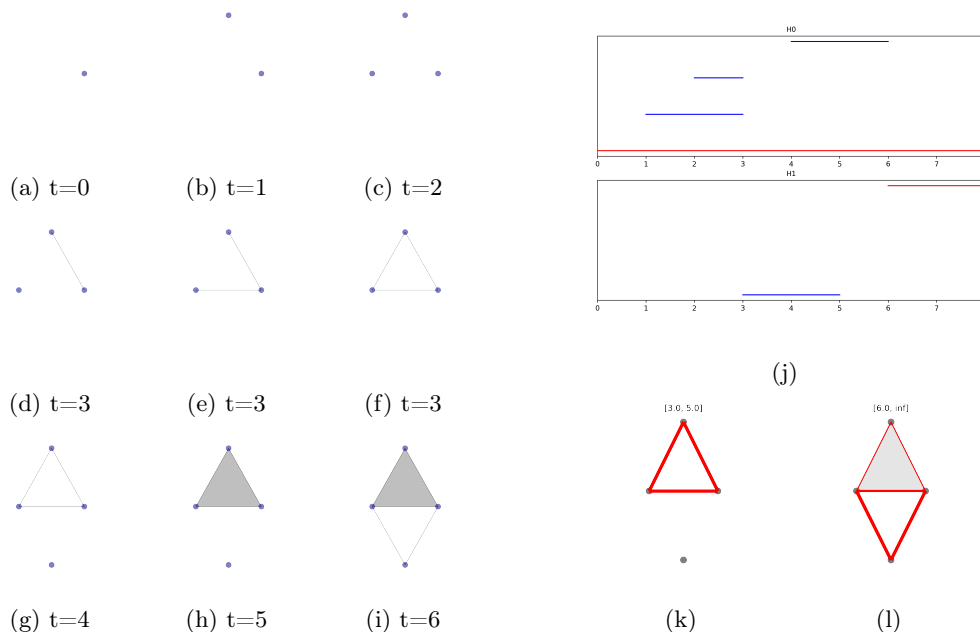 (a) t=0
(b) t=1
(c) t=2
(d) t=3
(e) t=3
(f) t=3
(g) t=4
(h) t=5
(i) t=6
H0
0 1 2 3 4 5 6 7
H1
0 1 2 3 4 5 6 7
(j)
[3.0, 5.0]
[6.0, inf]
(k)
(l)